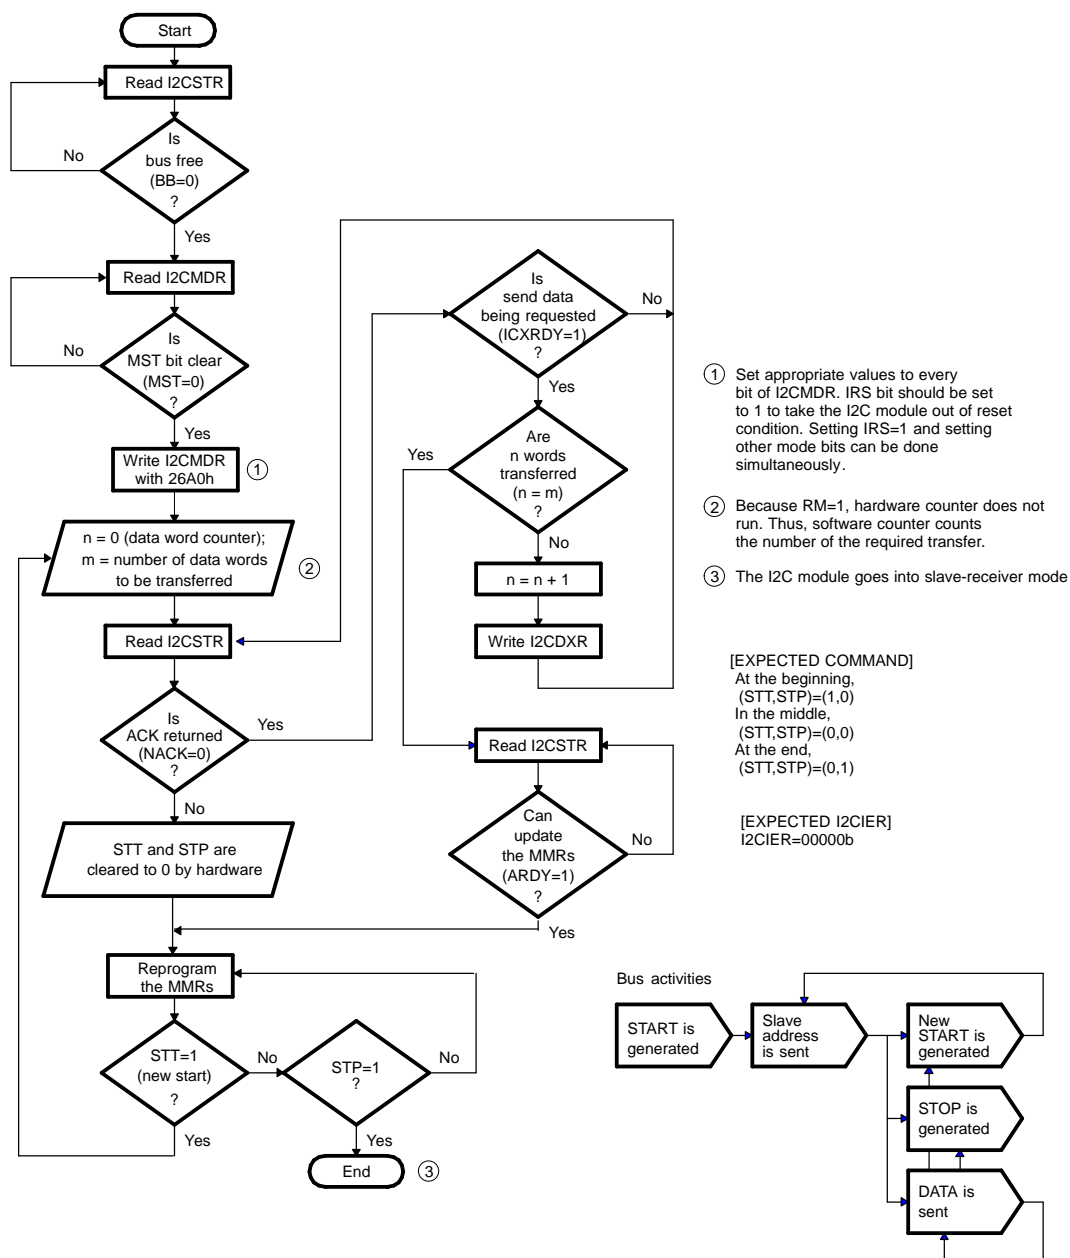 Start
Read I2CSTR
Is
bus free
(BB=0)
?
No
Yes
Read I2CMDR
Is
MST bit clear
(MST=0)
?
No
Yes
Write I2CMDR
with 26A0h
1
n = 0 (data word counter);
m = number of data words
to be transferred
2
Read I2CSTR
Is
ACK returned
(NACK=0)
?
Yes
No
STT and STP are
cleared to 0 by hardware
Reprogram
the MMRs
STT=1
(new start)
?
No
Yes
STP=1
?
No
Yes
End
3
Is
send data
being requested
(ICXRDY=1)
?
No
Yes
Are
n words
transferred
(n = m)
?
Yes
No
n = n + 1
Write I2CDXR
Read I2CSTR
Can
update
the MMRs
(ARDY=1)
?
No
Yes
1 Set appropriate values to every
bit of I2CMDR. IRS bit should be set
to 1 to take the I2C module out of reset
condition. Setting IRS=1 and setting
other mode bits can be done
simultaneously.
2 Because RM=1, hardware counter does not
run. Thus, software counter counts
the number of the required transfer.
3 The I2C module goes into slave-receiver mode
[EXPECTED COMMAND]
At the beginning,
(STT,STP)=(1,0)
In the middle,
(STT,STP)=(0,0)
At the end,
(STT,STP)=(0,1)
[EXPECTED I2CIER]
I2CIER=00000b
Bus activities
START is
generated
Slave
address
is sent
New
START is
generated
STOP is
generated
DATA is
sent